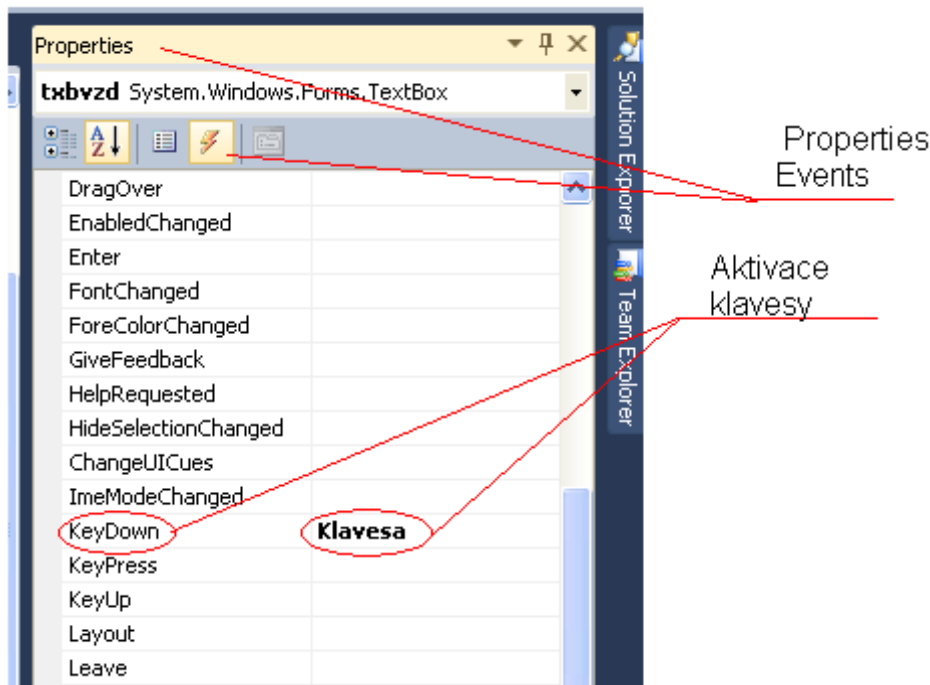 Properties
txbvzd System.Windows.Forms.TextBox
DragOver
EnabledChanged
Enter
FontChanged
ForeColorChanged
GiveFeedback
HelpRequested
HideSelectionChanged
ChangeUICues
ImeModeChanged
KeyDown Klavesa
KeyPress
KeyUp
Layout
Leave
Solution Explorer
Team Explorer
Properties
Events
Aktivace
klavesy